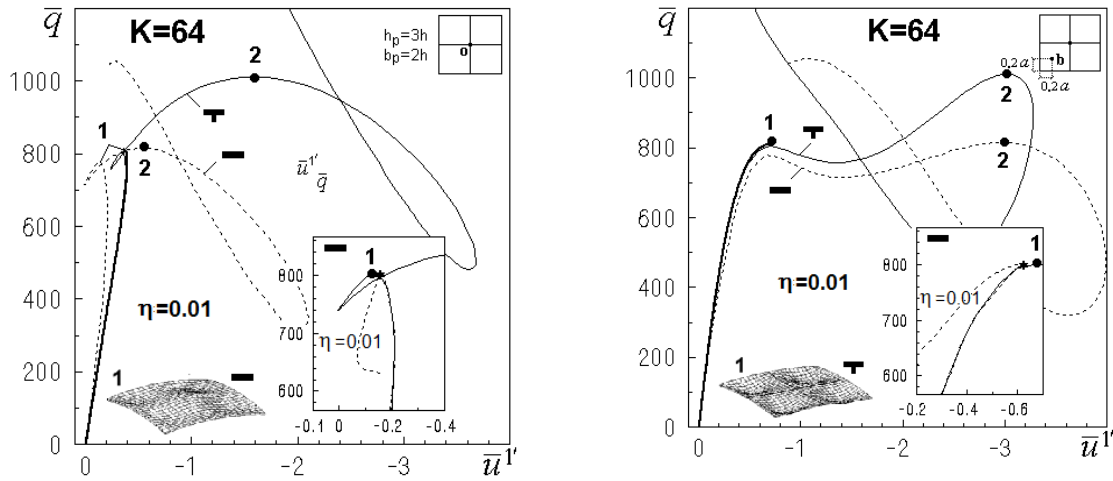 q̅
K=64
h_p=3h
b_p=2h
o
1000
2
1
800
2
u̅^1'_q̅
600
1
800
400
η=0.01
700
η=0.01
200
1
600
-0.1 0 -0.2 -0.4
0
0 -1 -2 -3 u̅^1'
q̅
K=64
b
0,2a
0,2a
1000
2
1
800
2
600
1
800
400
η=0.01
η=0.01
700
200
1
600
-0.2 -0.4 -0.6
0
0 -1 -2 -3 u̅^1'